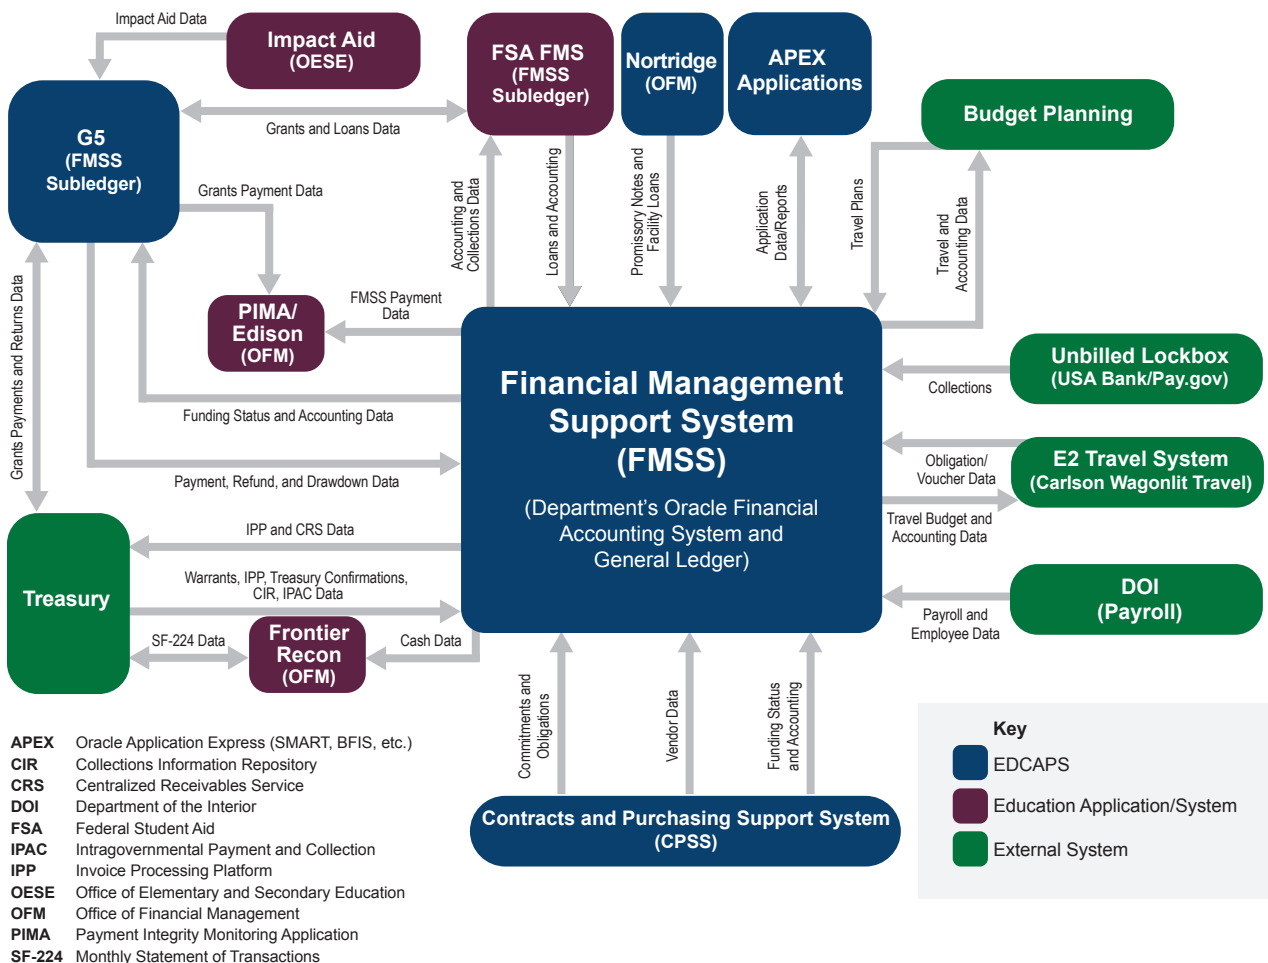 Impact Aid Data
Impact Aid
(OESE)
FSA FMS
(FMSS
Subledger)
Nortridge
(OFM)
APEX
Applications
Budget Planning
G5
(FMSS
Subledger)
Grants and Loans Data
Grants Payment Data
Accounting and
Collections Data
Loans and Accounting
Promissory Notes and
Facility Loans
Application
Data/Reports
Travel Plans
Travel and
Accounting Data
Grants Payments and Returns Data
PIMA/
Edison
(OFM)
FMSS Payment
Data
Funding Status and Accounting Data
Payment, Refund, and Drawdown Data
Financial Management
Support System
(FMSS)
(Department's Oracle Financial
Accounting System and
General Ledger)
Unbilled Lockbox
(USA Bank/Pay.gov)
Collections
E2 Travel System
(Carlson Wagonlit Travel)
Obligation/
Voucher Data
Travel Budget and
Accounting Data
DOI
(Payroll)
Payroll and
Employee Data
Treasury
IPP and CRS Data
Warrants, IPP, Treasury Confirmations,
CIR, IPAC Data
SF-224 Data
Frontier
Recon
(OFM)
Cash Data
Commitments and
Obligations
Vendor Data
Funding Status
and Accounting
Contracts and Purchasing Support System
(CPSS)
Key
EDCAPS
Education Application/System
External System
APEX Oracle Application Express (SMART, BFIS, etc.)
CIR Collections Information Repository
CRS Centralized Receivables Service
DOI Department of the Interior
FSA Federal Student Aid
IPAC Intragovernmental Payment and Collection
IPP Invoice Processing Platform
OESE Office of Elementary and Secondary Education
OFM Office of Financial Management
PIMA Payment Integrity Monitoring Application
SF-224 Monthly Statement of Transactions